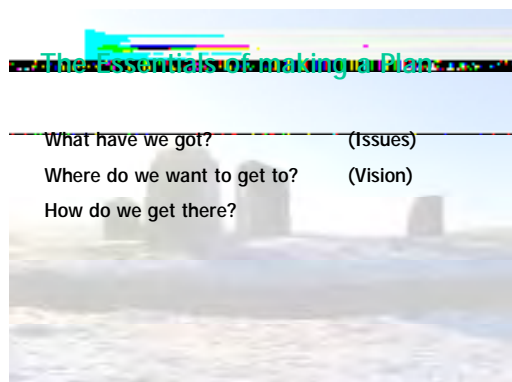 The Essentials of making a Plan
What have we got? (Issues)
Where do we want to get to? (Vision)
How do we get there?